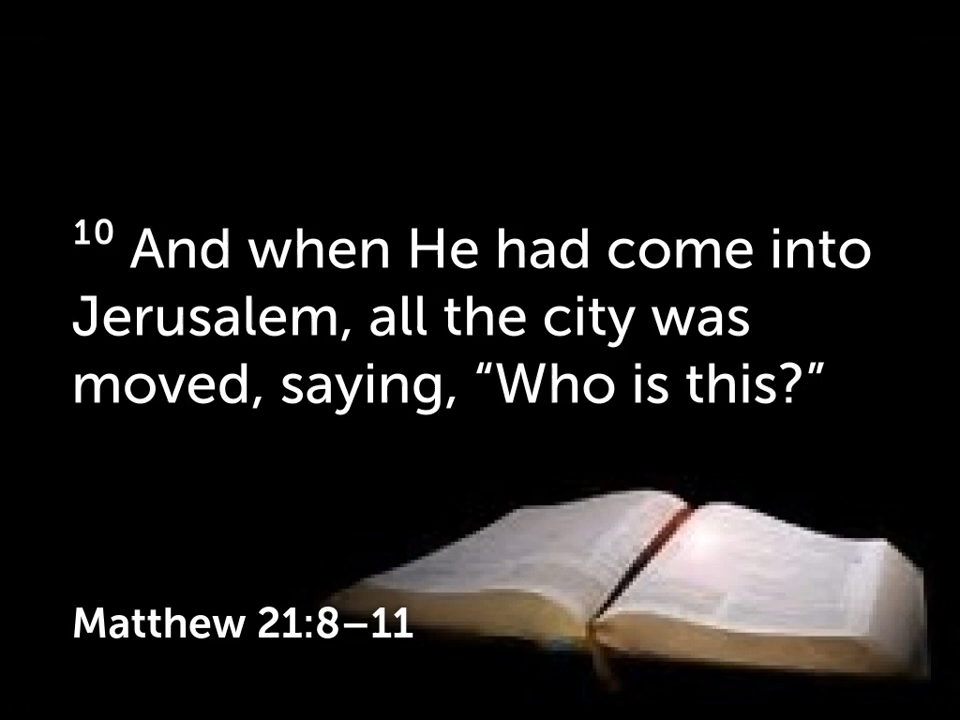 ¹⁰ And when He had come into
Jerusalem, all the city was
moved, saying, “Who is this?”
Matthew 21:8–11